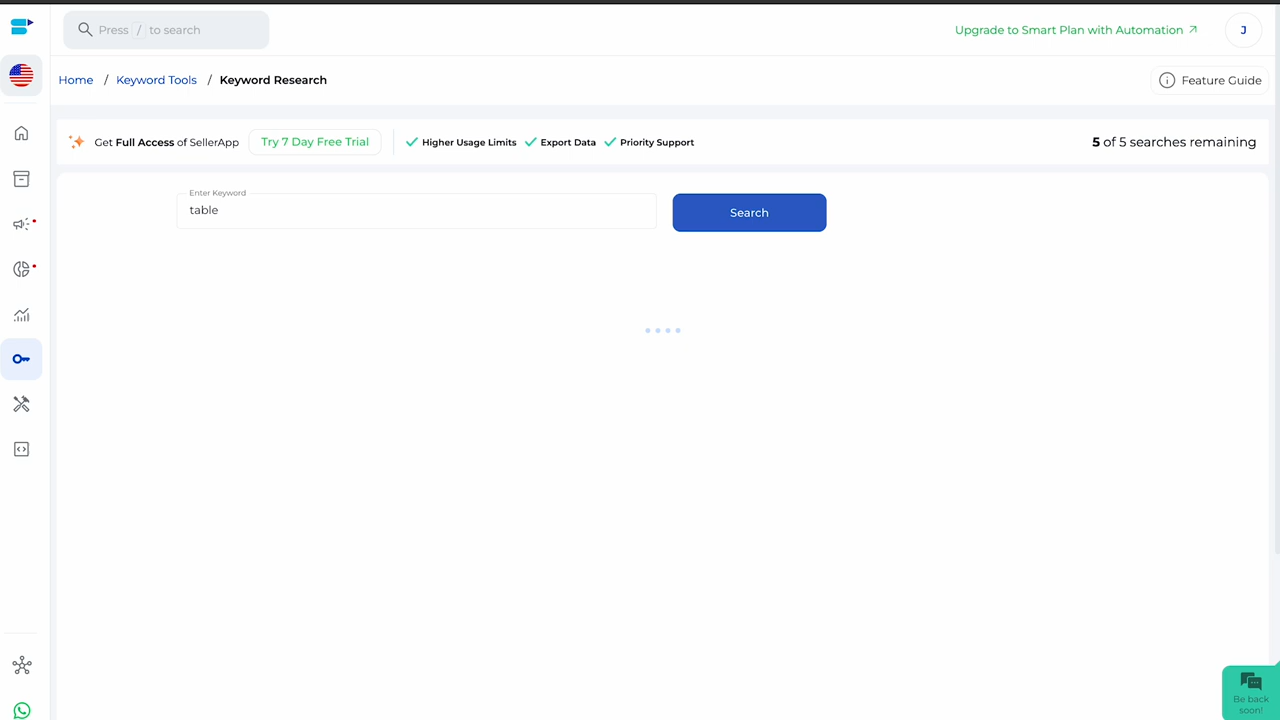 Press / to search
Upgrade to Smart Plan with Automation
J
Home / Keyword Tools / Keyword Research
Feature Guide
Get Full Access of SellerApp
Try 7 Day Free Trial
Higher Usage Limits
Export Data
Priority Support
5 of 5 searches remaining
Enter Keyword
table
Search
Be back
soon!